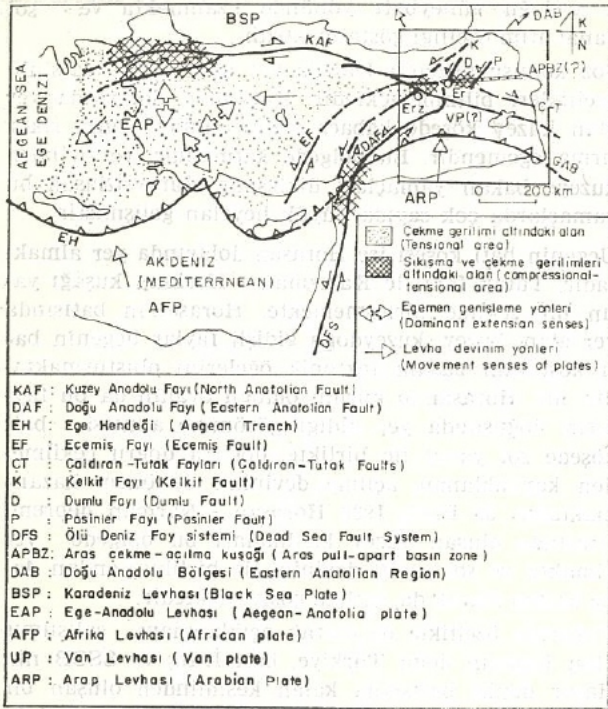 BSP
DAB
K
N
KAF
K
D
P
APBZ(?)
AEGEAN SEA
EGE DENİZİ
EAP
EF
DAFA
Erz
Er
VP(?)
CT
ARP
0 200km
EH
AKDENİZ
(MEDİTERRNEAN)
AFP
DFS
Çekme gerilimi altındaki alan
(Tensional area)
Sıkışma ve çekme gerilimleri
altındaki alan (compressional-
tensional area)
Egemen genişleme yönleri
(Dominant extension senses)
Levha devinim yönleri
(Movement senses of plates)
KAF : Kuzey Anadolu Fayı (North Anatolian Fault)
DAF : Doğu Anadolu Fayı (Eastern Anatolian Fault)
EH : Ege Hendeği (Aegean Trench)
EF : Ecemiş Fayı (Ecemiş Fault)
CT : Çaldıran-Tutak Fayları (Çaldıran-Tutak Faults)
K : Kelkit Fayı (Kelkit Fault)
D : Dumlu Fayı (Dumlu Fault)
P : Pasinler Fayı (Pasinler Fault)
DFS : Ölü Deniz Fay sistemi (Dead Sea Fault System)
APBZ : Aras çekme-açılma kuşağı (Aras pull-apart basin zone)
DAB : Doğu Anadolu Bölgesi (Eastern Anatolian Region)
BSP : Karadeniz Levhası (Black Sea Plate)
EAP : Ege-Anadolu Levhası (Aegean-Anatolia plate)
AFP : Afrika Levhası (African plate)
UP : Van Levhası (Van plate)
ARP : Arap Levhası (Arabian Plate)